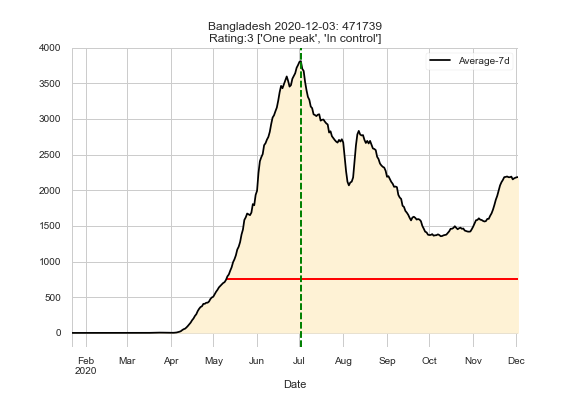 Bangladesh 2020-12-03: 471739
Rating:3 ['One peak', 'In control']
Average-7d
4000
3500
3000
2500
2000
1500
1000
500
0
Feb Mar Apr May Jun Jul Aug Sep Oct Nov Dec
2020
Date